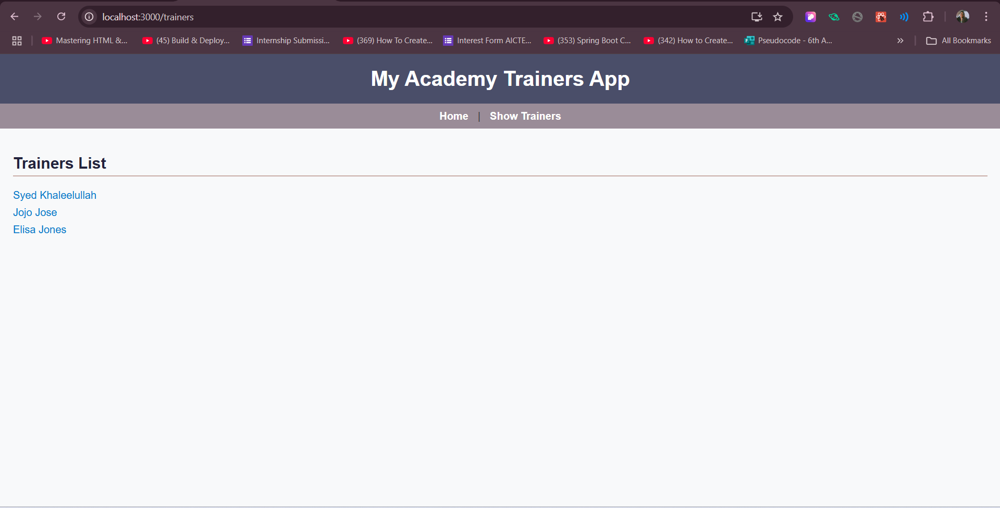 localhost:3000/trainers
Mastering HTML &... (45) Build & Deploy... Internship Submissi... (369) How To Create... Interest Form AICTE... (353) Spring Boot C... (342) How to Create... Pseudocode - 6th A... All Bookmarks
My Academy Trainers App
Home | Show Trainers
Trainers List
Syed Khaleelullah
Jojo Jose
Elisa Jones